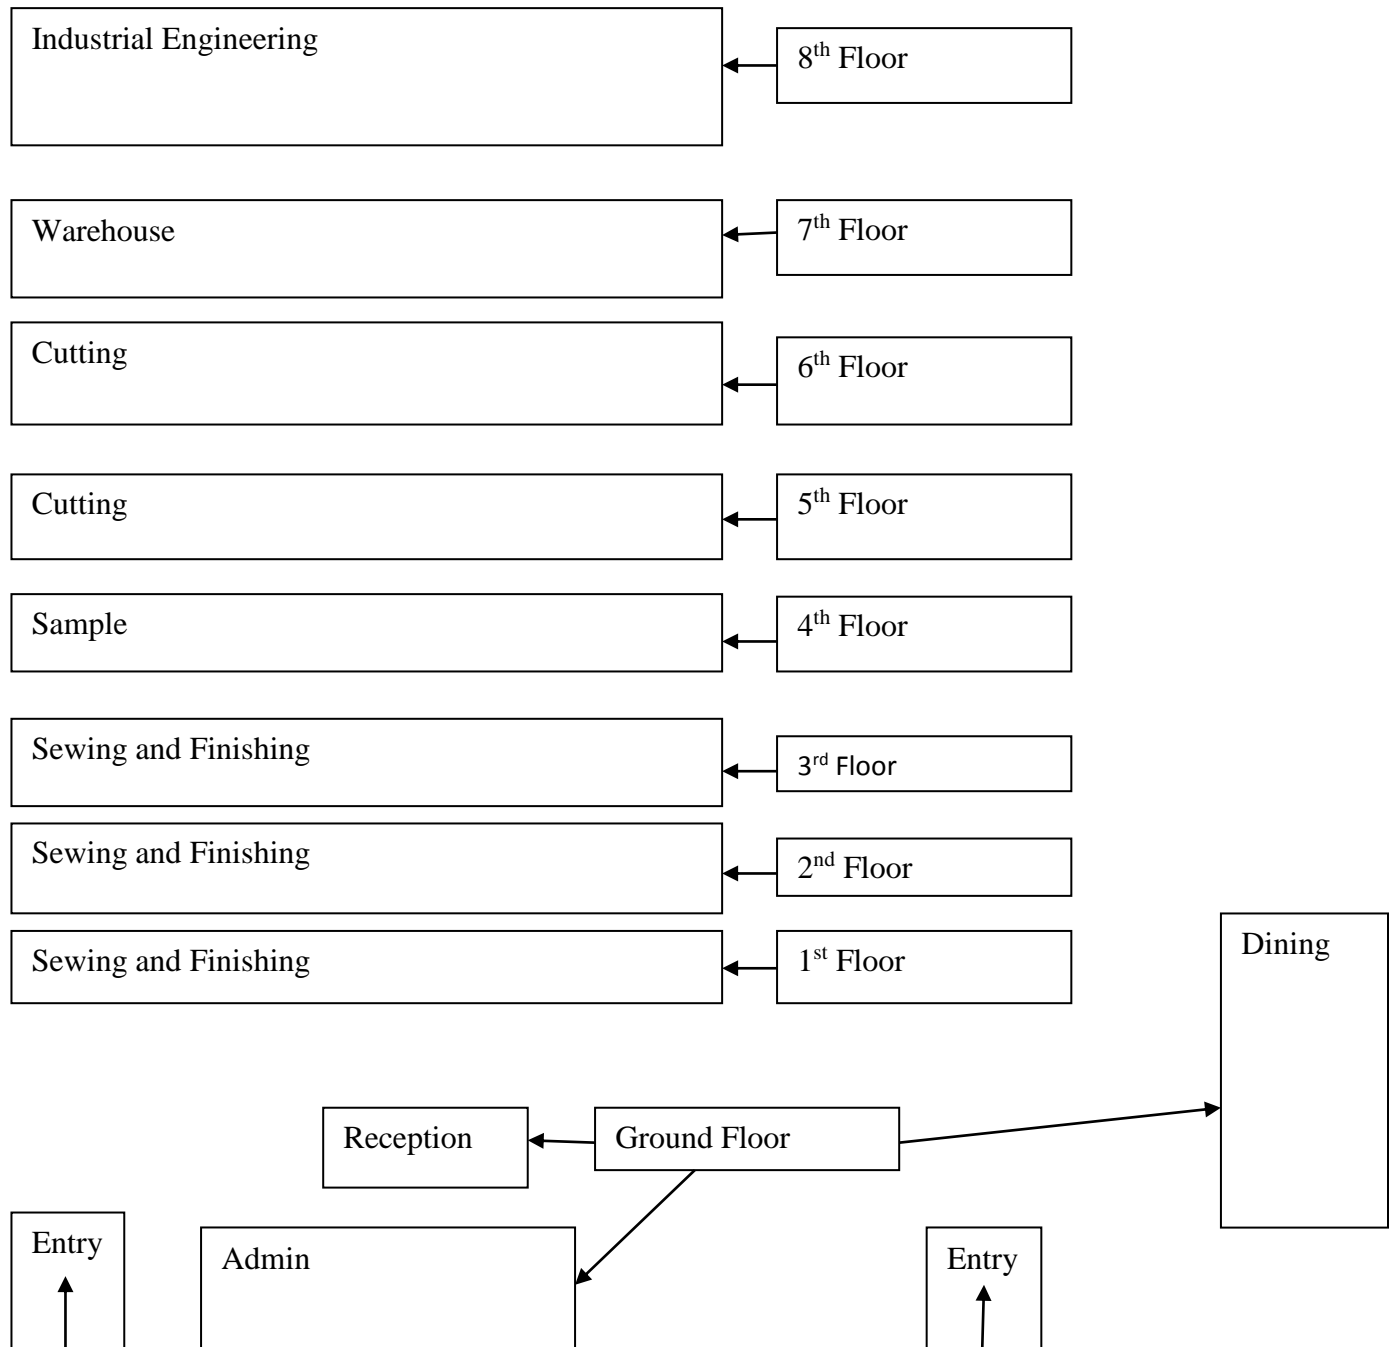 Industrial Engineering
8th Floor
Warehouse
7th Floor
Cutting
6th Floor
Cutting
5th Floor
Sample
4th Floor
Sewing and Finishing
3rd Floor
Sewing and Finishing
2nd Floor
Sewing and Finishing
1st Floor
Dining
Reception
Ground Floor
Entry
Admin
Entry